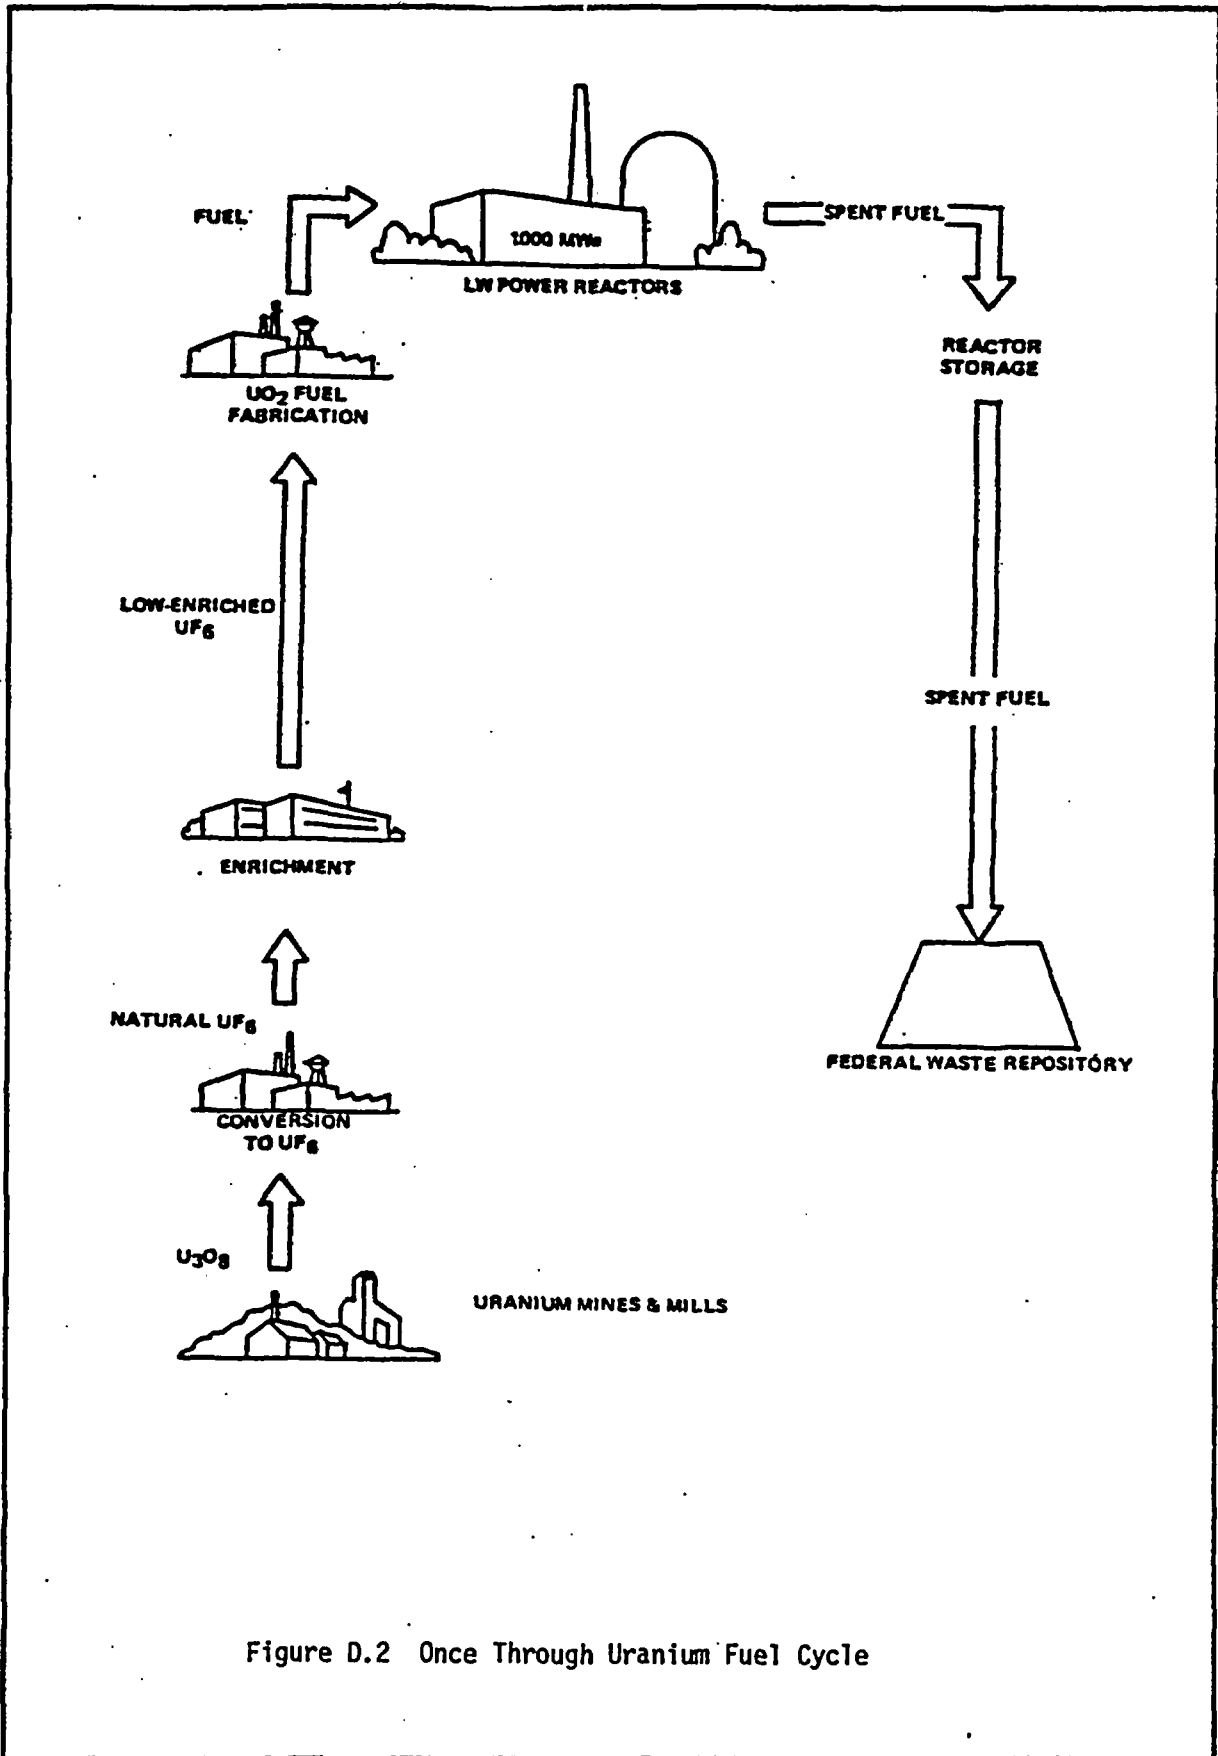 FUEL
1000 MWe
LW POWER REACTORS
SPENT FUEL
REACTOR
STORAGE
UO₂ FUEL
FABRICATION
LOW-ENRICHED
UF₆
SPENT FUEL
ENRICHMENT
NATURAL UF₆
FEDERAL WASTE REPOSITORY
CONVERSION
TO UF₆
U₃O₈
URANIUM MINES & MILLS
Figure D.2 Once Through Uranium Fuel Cycle